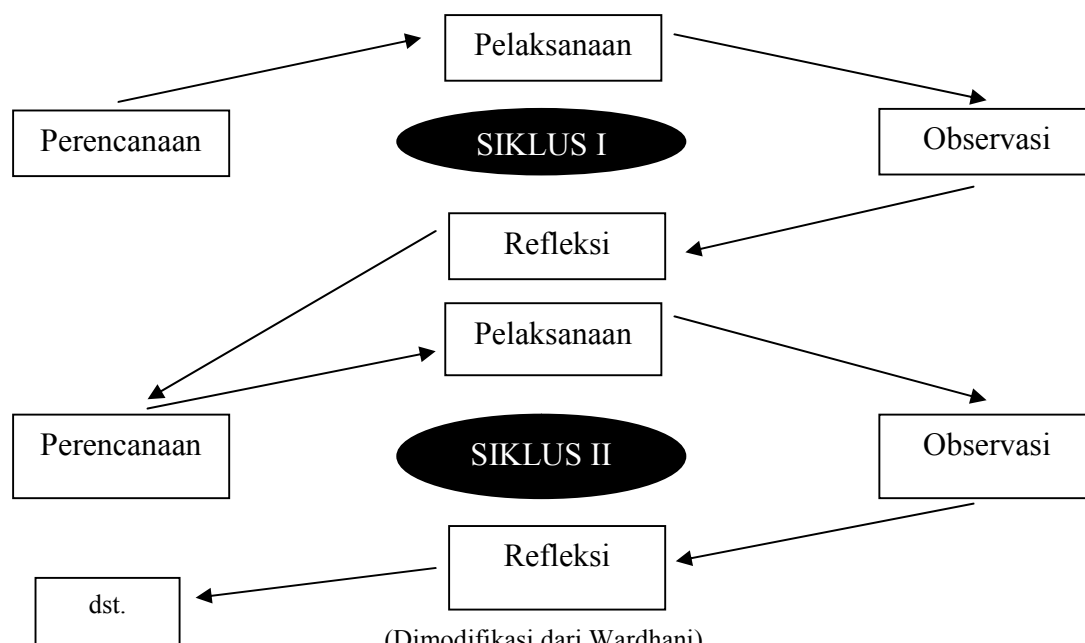 Pelaksanaan
Perencanaan
SIKLUS I
Observasi
Refleksi
Pelaksanaan
Perencanaan
SIKLUS II
Observasi
Refleksi
dst.
(Dimodifikasi dari Wardhani)